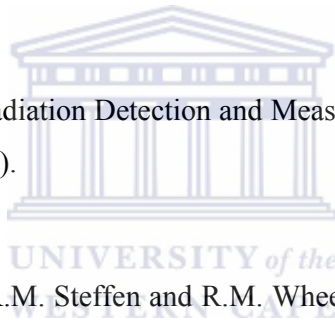 adiation Detection and Meas
).
UNIVERSITY of the
R.M. Steffen and R.M. Whee
WESTERN CAPE